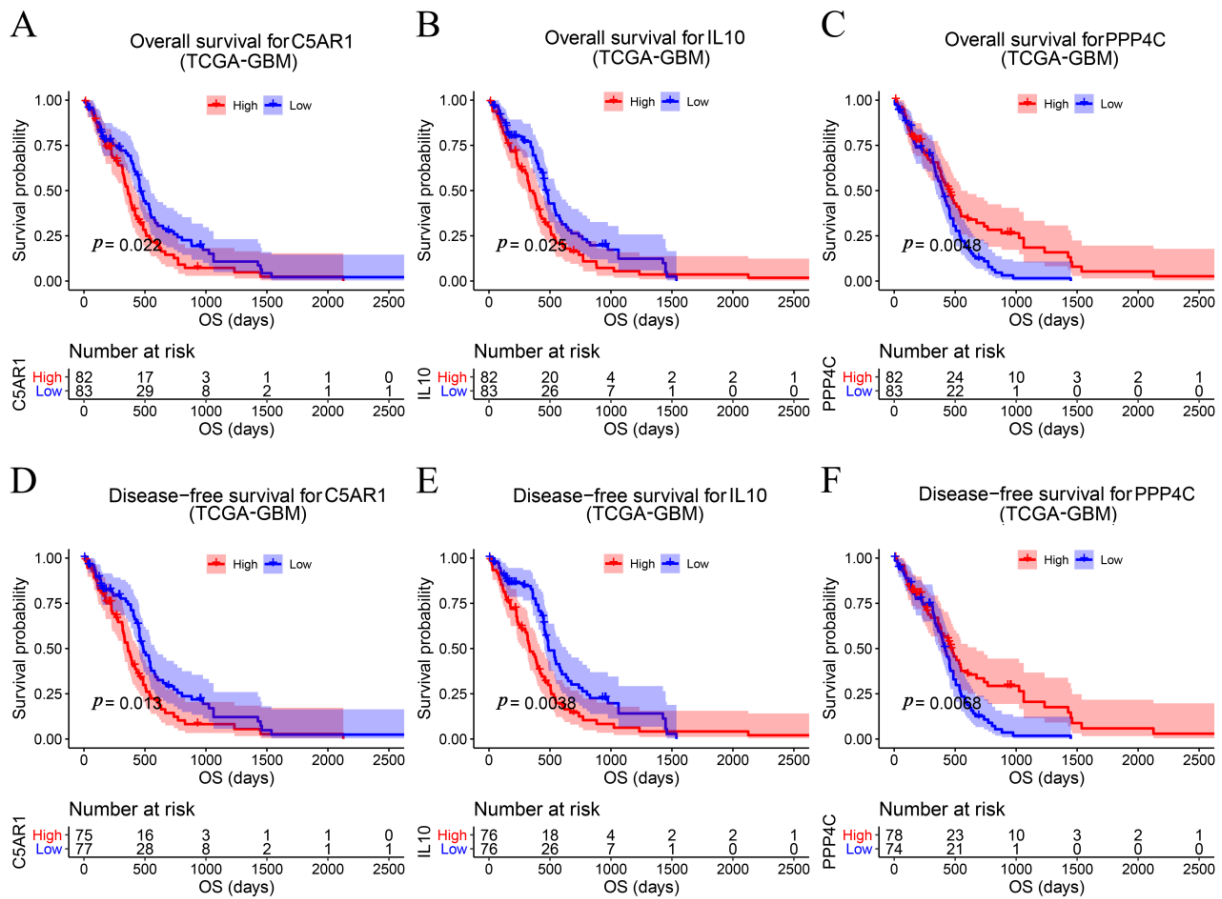 A
Overall survival for C5AR1
(TCGA-GBM)
High Low
Survival probability
1.00
0.75
0.50
0.25
0.00
p = 0.022
0 500 1000 1500 2000 2500
OS (days)
Number at risk
C5AR1
High 82 17 3 1 1 0
Low 83 29 8 2 1 1
0 500 1000 1500 2000 2500
OS (days)
B
Overall survival for IL10
(TCGA-GBM)
High Low
Survival probability
1.00
0.75
0.50
0.25
0.00
p = 0.025
0 500 1000 1500 2000 2500
OS (days)
Number at risk
IL10
High 82 20 4 2 2 1
Low 83 26 7 1 0 0
0 500 1000 1500 2000 2500
OS (days)
C
Overall survival for PPP4C
(TCGA-GBM)
High Low
Survival probability
1.00
0.75
0.50
0.25
0.00
p = 0.0048
0 500 1000 1500 2000 2500
OS (days)
Number at risk
PPP4C
High 82 24 10 3 2 1
Low 83 22 1 0 0 0
0 500 1000 1500 2000 2500
OS (days)
D
Disease-free survival for C5AR1
(TCGA-GBM)
High Low
Survival probability
1.00
0.75
0.50
0.25
0.00
p = 0.013
0 500 1000 1500 2000 2500
OS (days)
Number at risk
C5AR1
High 75 16 3 1 1 0
Low 77 28 8 2 1 1
0 500 1000 1500 2000 2500
OS (days)
E
Disease-free survival for IL10
(TCGA-GBM)
High Low
Survival probability
1.00
0.75
0.50
0.25
0.00
p = 0.0038
0 500 1000 1500 2000 2500
OS (days)
Number at risk
IL10
High 76 18 4 2 2 1
Low 76 26 7 1 0 0
0 500 1000 1500 2000 2500
OS (days)
F
Disease-free survival for PPP4C
(TCGA-GBM)
High Low
Survival probability
1.00
0.75
0.50
0.25
0.00
p = 0.0068
0 500 1000 1500 2000 2500
OS (days)
Number at risk
PPP4C
High 78 23 10 3 2 1
Low 74 21 1 0 0 0
0 500 1000 1500 2000 2500
OS (days)